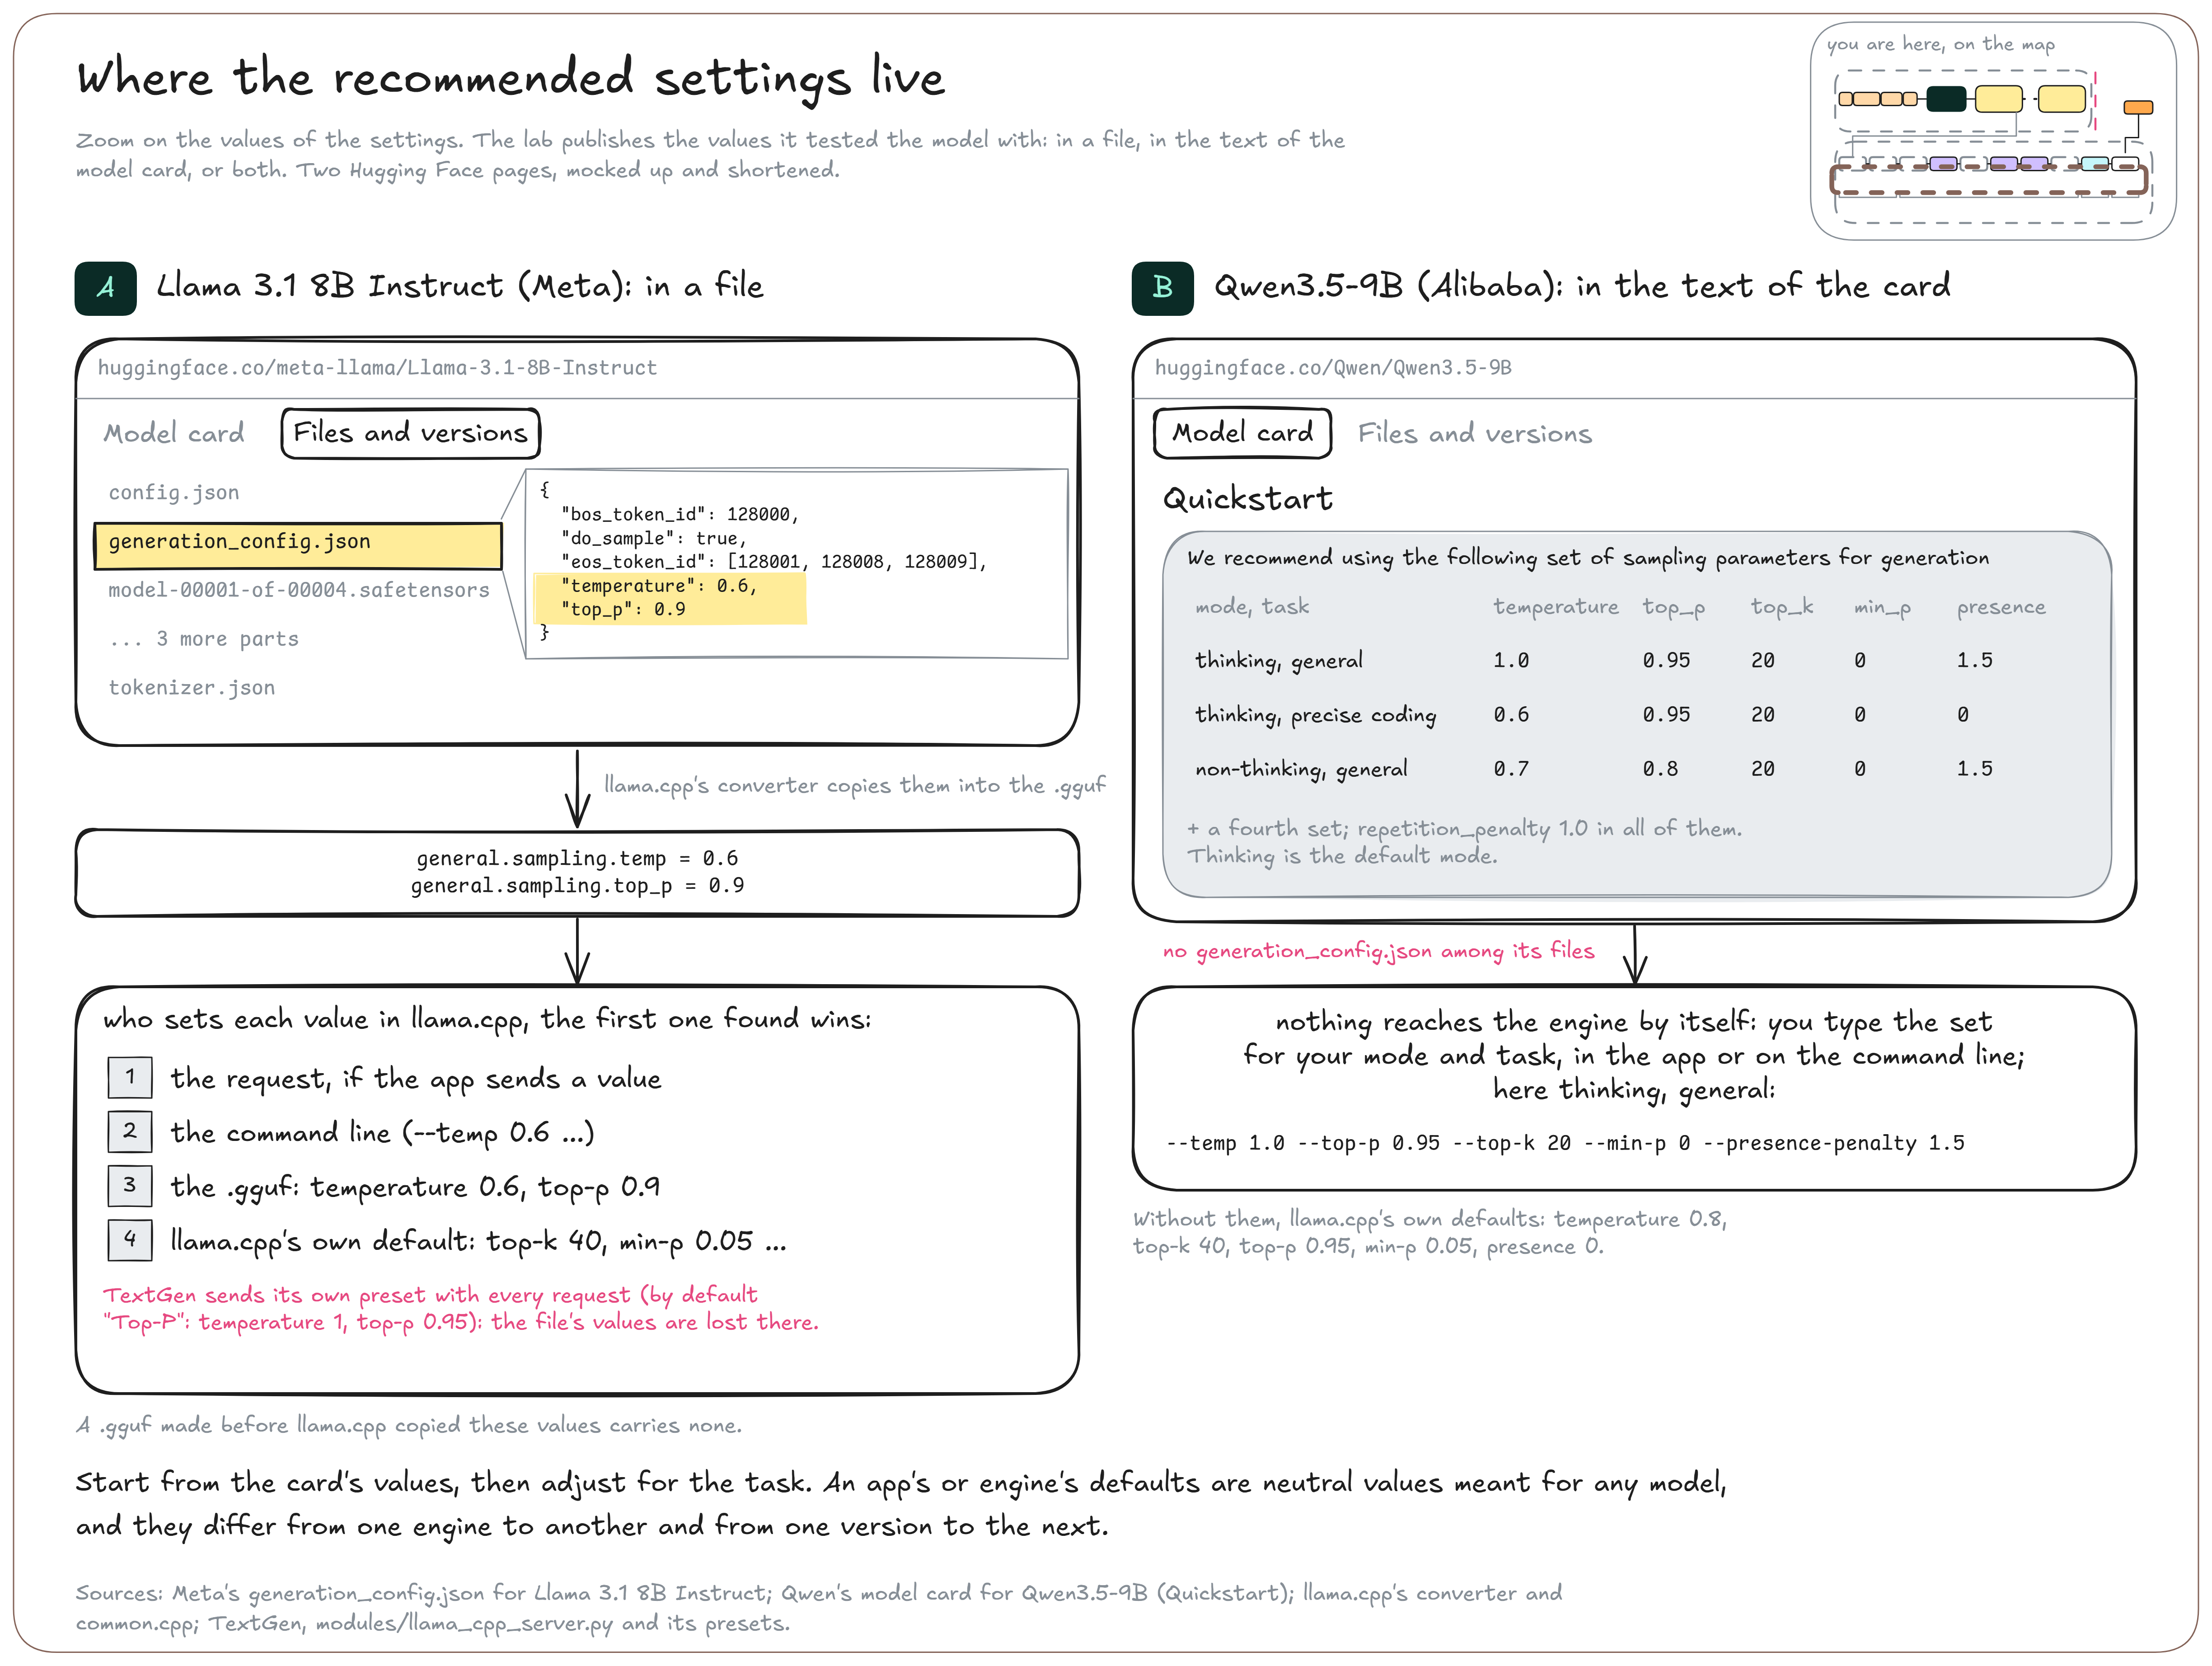 Where the recommended settings live
Zoom on the values of the settings. The lab publishes the values it tested the model with: in a file, in the text of the
model card, or both. Two Hugging Face pages, mocked up and shortened.
you are here, on the map
A
Llama 3.1 8B Instruct (Meta): in a file
huggingface.co/meta-llama/Llama-3.1-8B-Instruct
Model card
Files and versions
config.json
generation_config.json
model-00001-of-00004.safetensors
... 3 more parts
tokenizer.json
{
"bos_token_id": 128000,
"do_sample": true,
"eos_token_id": [128001, 128008, 128009],
"temperature": 0.6,
"top_p": 0.9
}
llama.cpp's converter copies them into the .gguf
general.sampling.temp = 0.6
general.sampling.top_p = 0.9
who sets each value in llama.cpp, the first one found wins:
1 the request, if the app sends a value
2 the command line (--temp 0.6 ...)
3 the .gguf: temperature 0.6, top-p 0.9
4 llama.cpp's own default: top-k 40, min-p 0.05 ...
TextGen sends its own preset with every request (by default
"Top-P": temperature 1, top-p 0.95): the file's values are lost there.
A .gguf made before llama.cpp copied these values carries none.
B
Qwen3.5-9B (Alibaba): in the text of the card
huggingface.co/Qwen/Qwen3.5-9B
Model card
Files and versions
Quickstart
We recommend using the following set of sampling parameters for generation
mode, task temperature top_p top_k min_p presence
thinking, general 1.0 0.95 20 0 1.5
thinking, precise coding 0.6 0.95 20 0 0
non-thinking, general 0.7 0.8 20 0 1.5
+ a fourth set; repetition_penalty 1.0 in all of them.
Thinking is the default mode.
no generation_config.json among its files
nothing reaches the engine by itself: you type the set
for your mode and task, in the app or on the command line;
here thinking, general:
--temp 1.0 --top-p 0.95 --top-k 20 --min-p 0 --presence-penalty 1.5
Without them, llama.cpp's own defaults: temperature 0.8,
top-k 40, top-p 0.95, min-p 0.05, presence 0.
Start from the card's values, then adjust for the task. An app's or engine's defaults are neutral values meant for any model,
and they differ from one engine to another and from one version to the next.
Sources: Meta's generation_config.json for Llama 3.1 8B Instruct; Qwen's model card for Qwen3.5-9B (Quickstart); llama.cpp's converter and
common.cpp; TextGen, modules/llama_cpp_server.py and its presets.